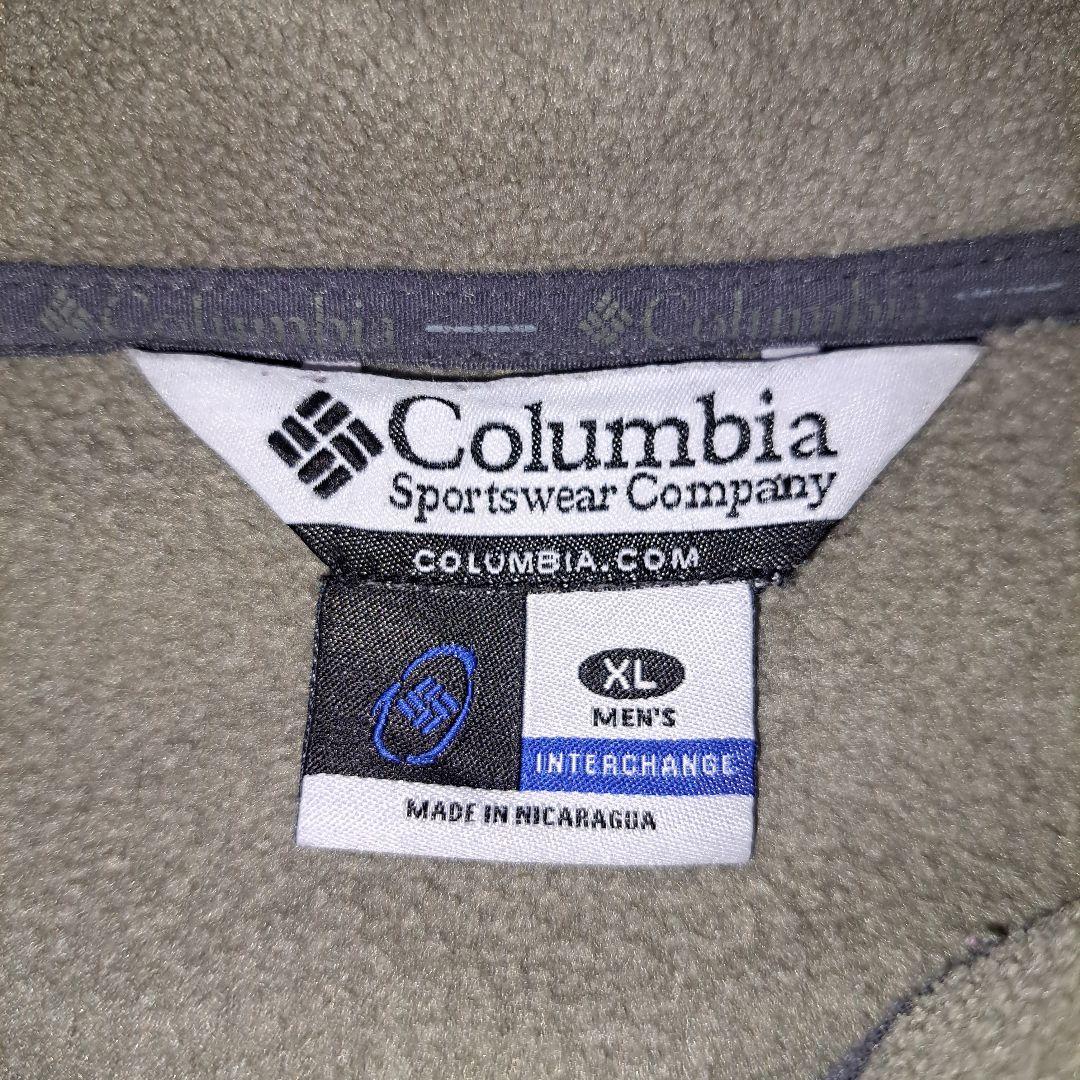 Columbia Columbia
Columbia
Sportswear Company
COLUMBIA.COM
XL
MEN'S
INTERCHANGE
MADE IN NICARAGUA